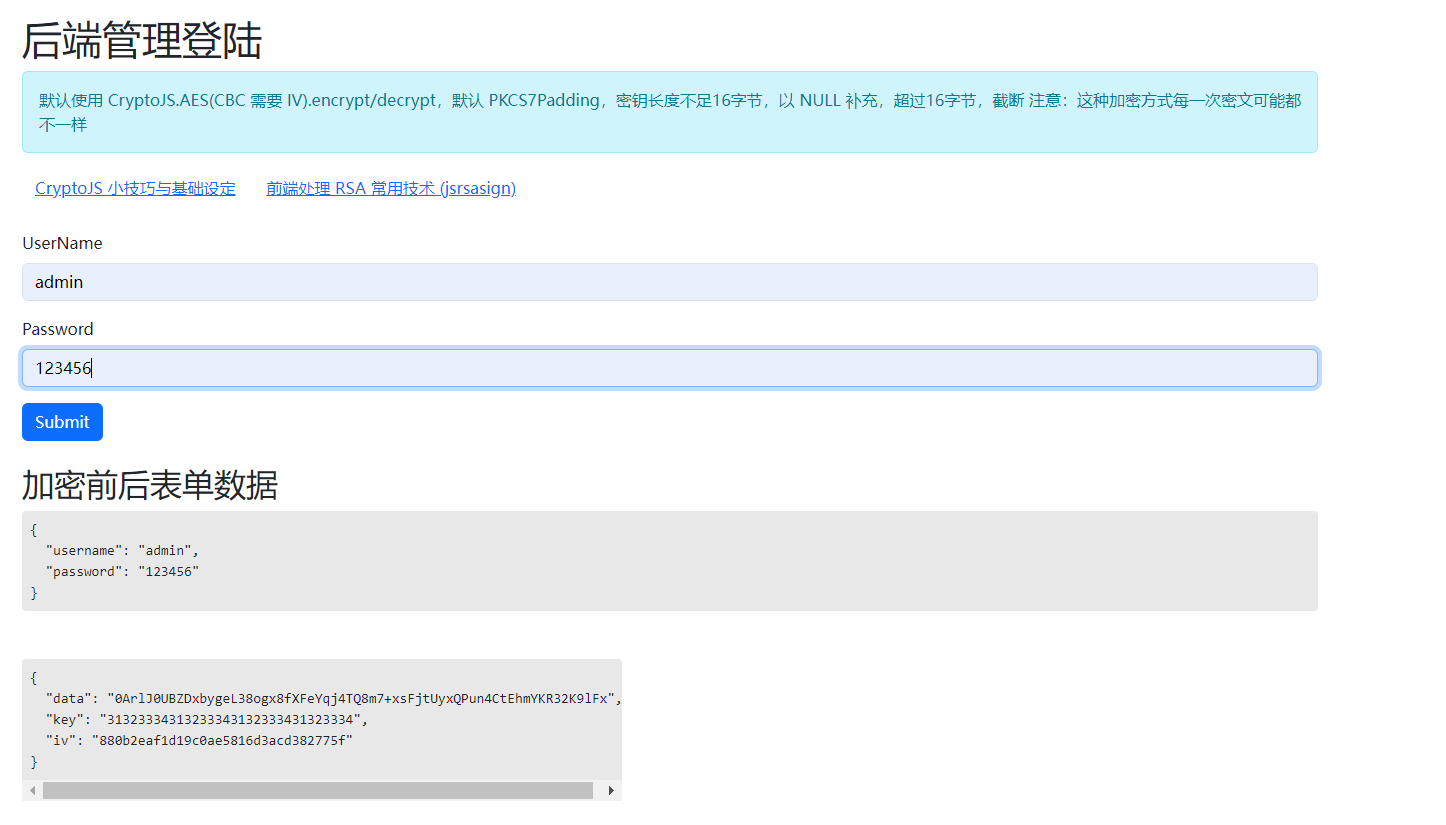 后端管理登陆
默认使用 CryptoJS.AES(CBC 需要 IV).encrypt/decrypt，默认 PKCS7Padding，密钥长度不足16字节，以 NULL 补充，超过16字节，截断 注意：这种加密方式每一次密文可能都
不一样
CryptoJS 小技巧与基础设定 前端处理 RSA 常用技术 (jsrsasign)
UserName
admin
Password
123456
Submit
加密前后表单数据
{
"username": "admin",
"password": "123456"
}
{
"data": "0ArlJ0UBZDxbygeL38ogx8fXFeYqj4TQ8m7+xsFjtUyxQPun4CtEhmYKR32K9lFx",
"key": "31323334313233343132333431323334",
"iv": "880b2eaf1d19c0ae5816d3acd382775f"
}